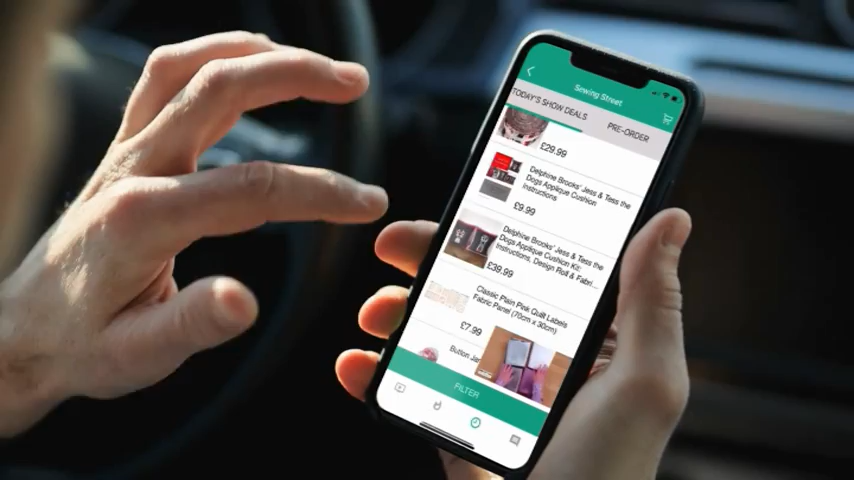 Sewing Street
TODAY'S SHOW DEALS
PRE-ORDER
£29.99
Delphine Brooks' Jess & Tess the
Dogs Applique Cushion
Instructions
£9.99
Delphine Brooks' Jess & Tess the
Dogs Applique Cushion Kit:
Instructions, Design Roll & Fabri...
£39.99
Classic Plain Pink Quilt Labels
Fabric Panel (70cm x 30cm)
£7.99
Button Jar
FILTER